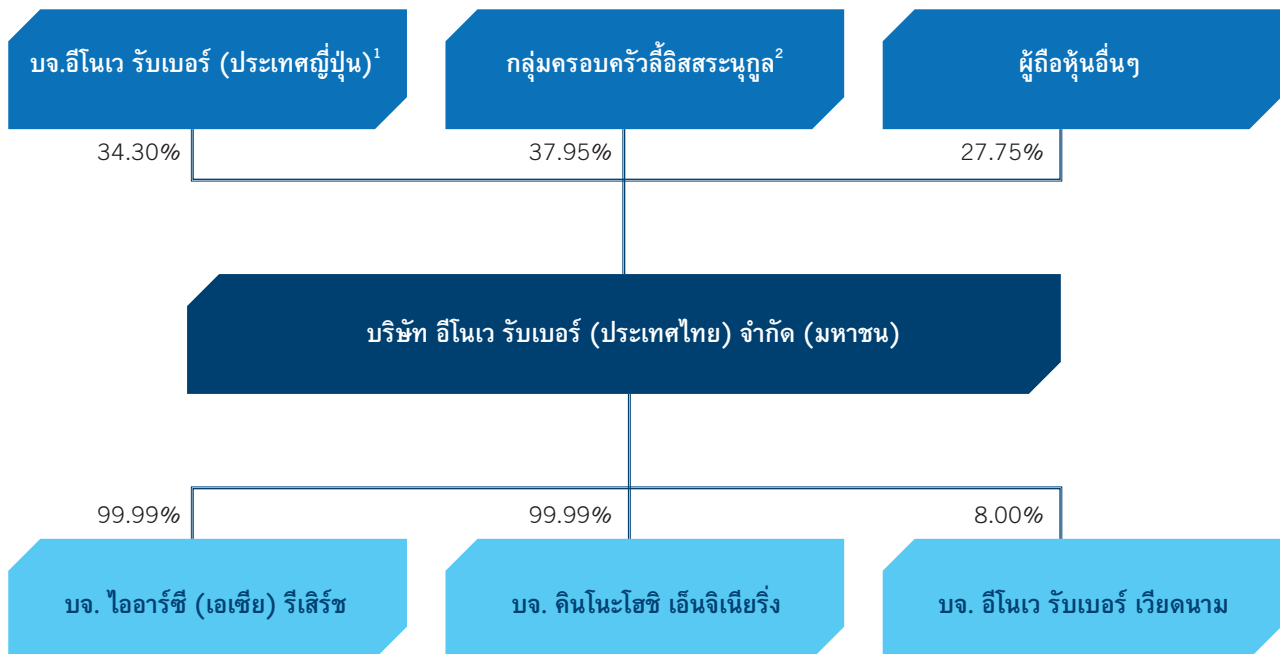 บจ.อีโนเว รับเบอร์ (ประเทศญี่ปุ่น)¹
กลุ่มครอบครัวลี้อิสสระนุกูล²
ผู้ถือหุ้นอื่นๆ
34.30%
37.95%
27.75%
บริษัท อีโนเว รับเบอร์ (ประเทศไทย) จำกัด (มหาชน)
99.99%
99.99%
8.00%
บจ. ไออาร์ซี (เอเซีย) รีเสิร์ช
บจ. คินโนะโฮชิ เอ็นจิเนียริ่ง
บจ. อีโนเว รับเบอร์ เวียดนาม